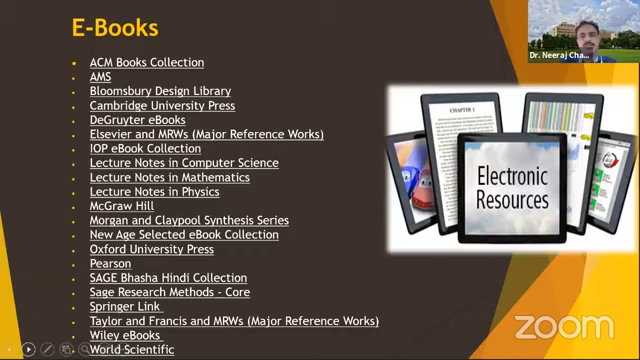 E-Books
ACM Books Collection
AMS
Bloomsbury Design Library
Cambridge University Press
DeGruyter eBooks
Elsevier and MRWs (Major Reference Works)
IOP eBook Collection
Lecture Notes in Computer Science
Lecture Notes in Mathematics
Lecture Notes in Physics
McGraw Hill
Morgan and Claypool Synthesis Series
New Age Selected eBook Collection
Oxford University Press
Pearson
SAGE Bhasha Hindi Collection
Sage Research Methods - Core
Springer Link
Taylor and Francis and MRWs (Major Reference Works)
Wiley eBooks
World Scientific
Dr. Neeraj Cha...
CHAPTER 1
Electronic
Resources
zoom